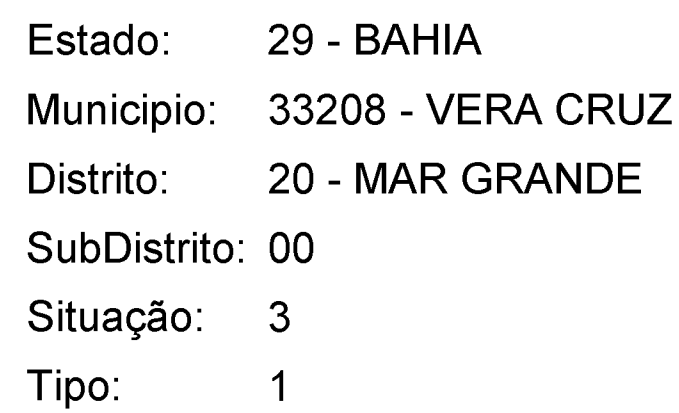 Estado: 29 - BAHIA
Municipio: 33208 - VERA CRUZ
Distrito: 20 - MAR GRANDE
SubDistrito: 00
Situação: 3
Tipo: 1